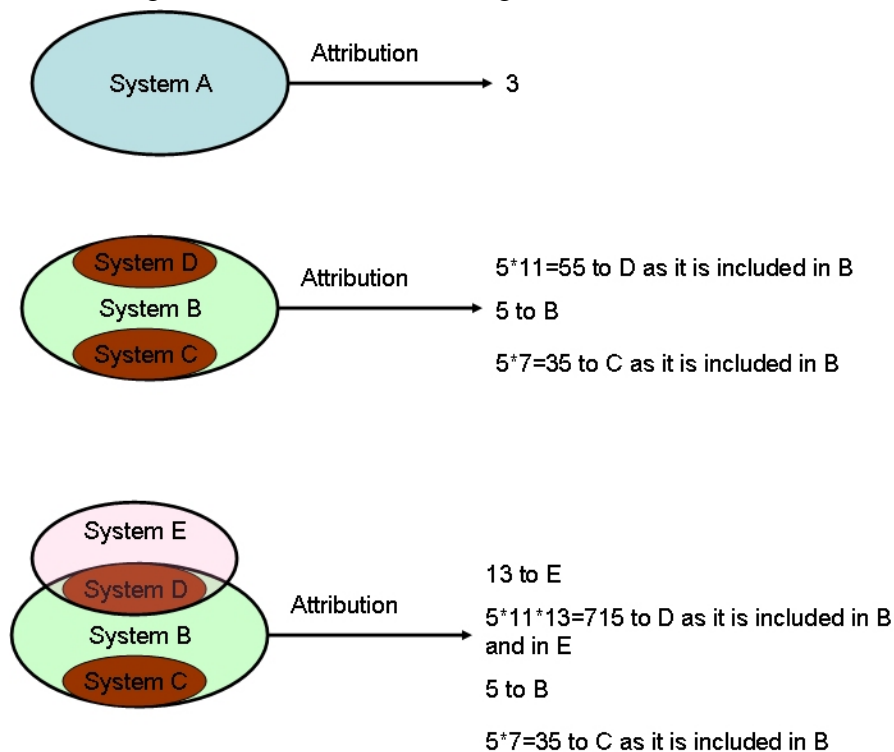 Attribution
System A
3
System D
5*11=55 to D as it is included in B
Attribution
System B
5 to B
System C
5*7=35 to C as it is included in B
System E
13 to E
System D
Attribution
5*11*13=715 to D as it is included in B
and in E
System B
5 to B
System C
5*7=35 to C as it is included in B